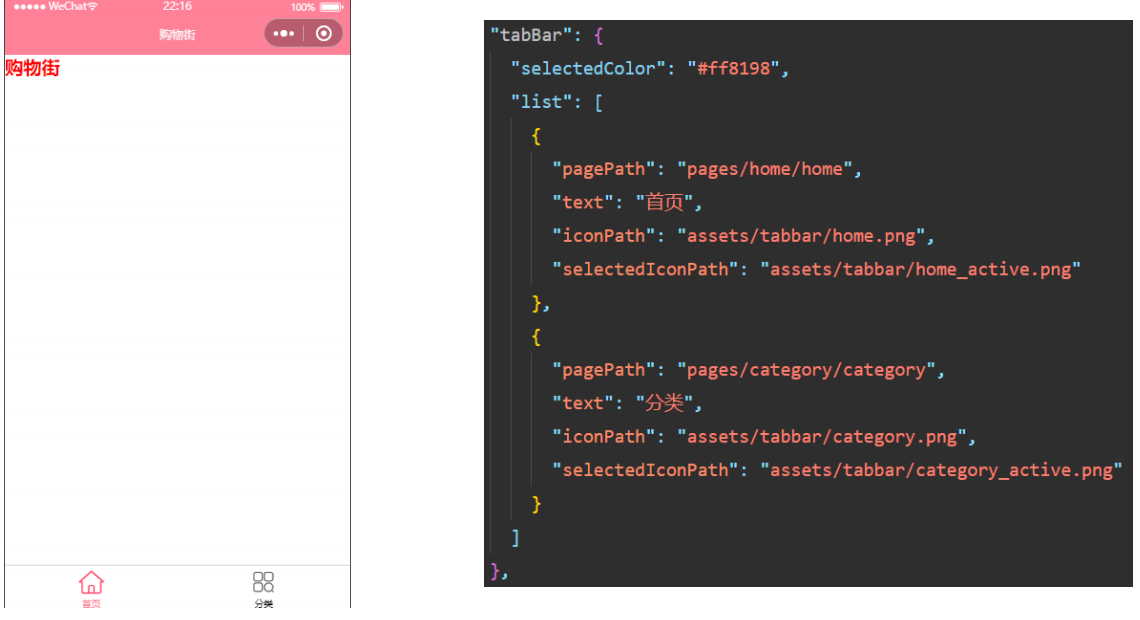 WeChat 22:16 100%
购物街
购物街
首页 分类
"tabBar": {
"selectedColor": "#ff8198",
"list": [
{
"pagePath": "pages/home/home",
"text": "首页",
"iconPath": "assets/tabbar/home.png",
"selectedIconPath": "assets/tabbar/home_active.png"
},
{
"pagePath": "pages/category/category",
"text": "分类",
"iconPath": "assets/tabbar/category.png",
"selectedIconPath": "assets/tabbar/category_active.png"
}
]
},